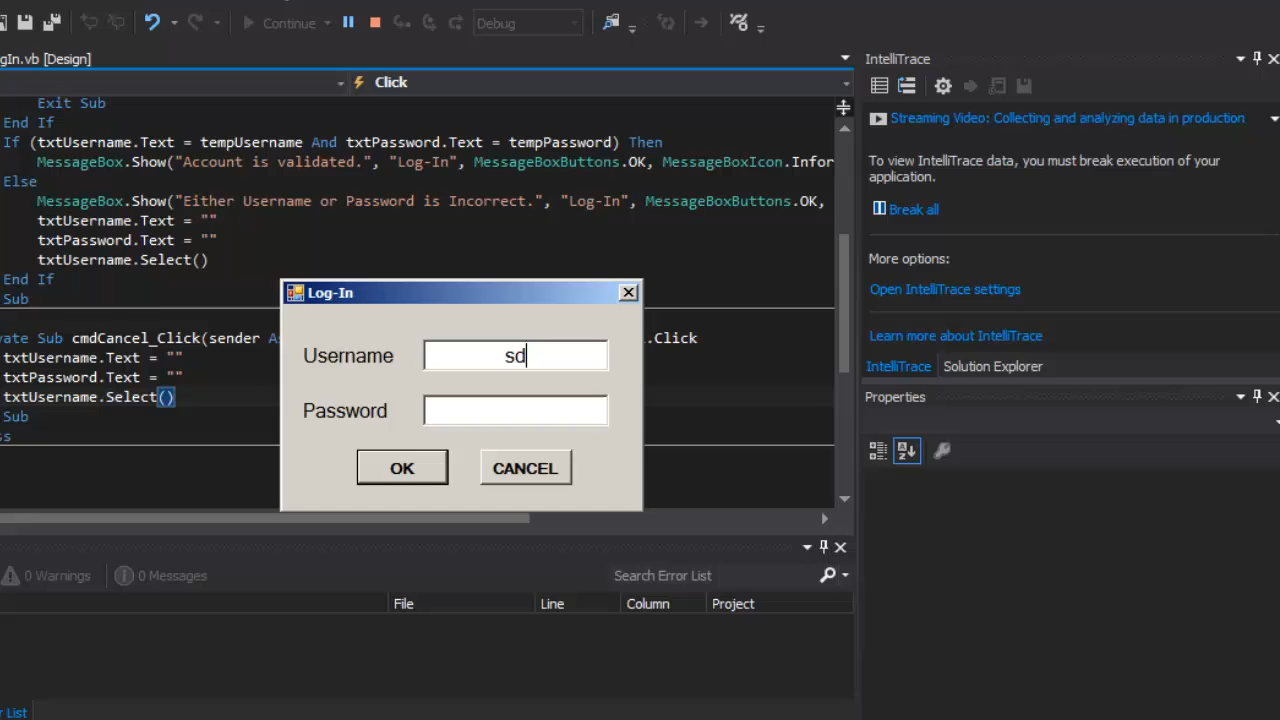 Continue
Debug
gIn.vb [Design]
Click
Exit Sub
End If
If (txtUsername.Text = tempUsername And txtPassword.Text = tempPassword) Then
MessageBox.Show("Account is validated.", "Log-In", MessageBoxButtons.OK, MessageBoxIcon.Infor
Else
MessageBox.Show("Either Username or Password is Incorrect.", "Log-In", MessageBoxButtons.OK,
txtUsername.Text = ""
txtPassword.Text = ""
txtUsername.Select()
End If
Sub
vate Sub cmdCancel_Click(sender As
.Click
txtUsername.Text = ""
txtPassword.Text = ""
txtUsername.Select()
Sub
s
Log-In
Username
sd
Password
OK
CANCEL
0 Warnings
0 Messages
Search Error List
File
Line
Column
Project
r List
IntelliTrace
Streaming Video: Collecting and analyzing data in production
To view IntelliTrace data, you must break execution of your
application.
Break all
More options:
Open IntelliTrace settings
Learn more about IntelliTrace
IntelliTrace
Solution Explorer
Properties